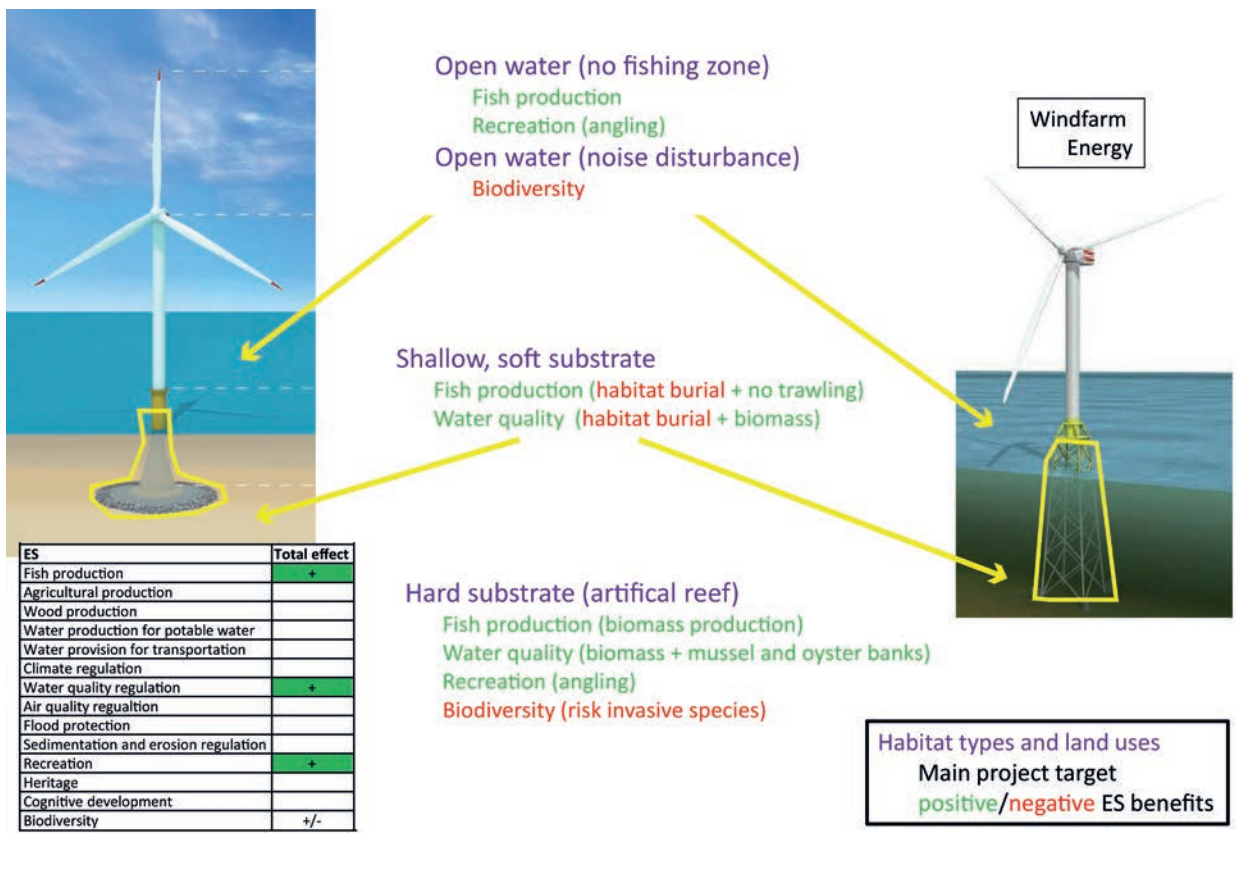 Open water (no fishing zone)
Fish production
Recreation (angling)
Open water (noise disturbance)
Biodiversity
Windfarm
Energy
Shallow, soft substrate
Fish production (habitat burial + no trawling)
Water quality (habitat burial + biomass)
Hard substrate (artifical reef)
Fish production (biomass production)
Water quality (biomass + mussel and oyster banks)
Recreation (angling)
Biodiversity (risk invasive species)
ES Total effect
Fish production +
Agricultural production
Wood production
Water production for potable water
Water provision for transportation
Climate regulation
Water quality regulation +
Air quality regualtion
Flood protection
Sedimentation and erosion regulation
Recreation +
Heritage
Cognitive development
Biodiversity +/-
Habitat types and land uses
Main project target
positive/negative ES benefits